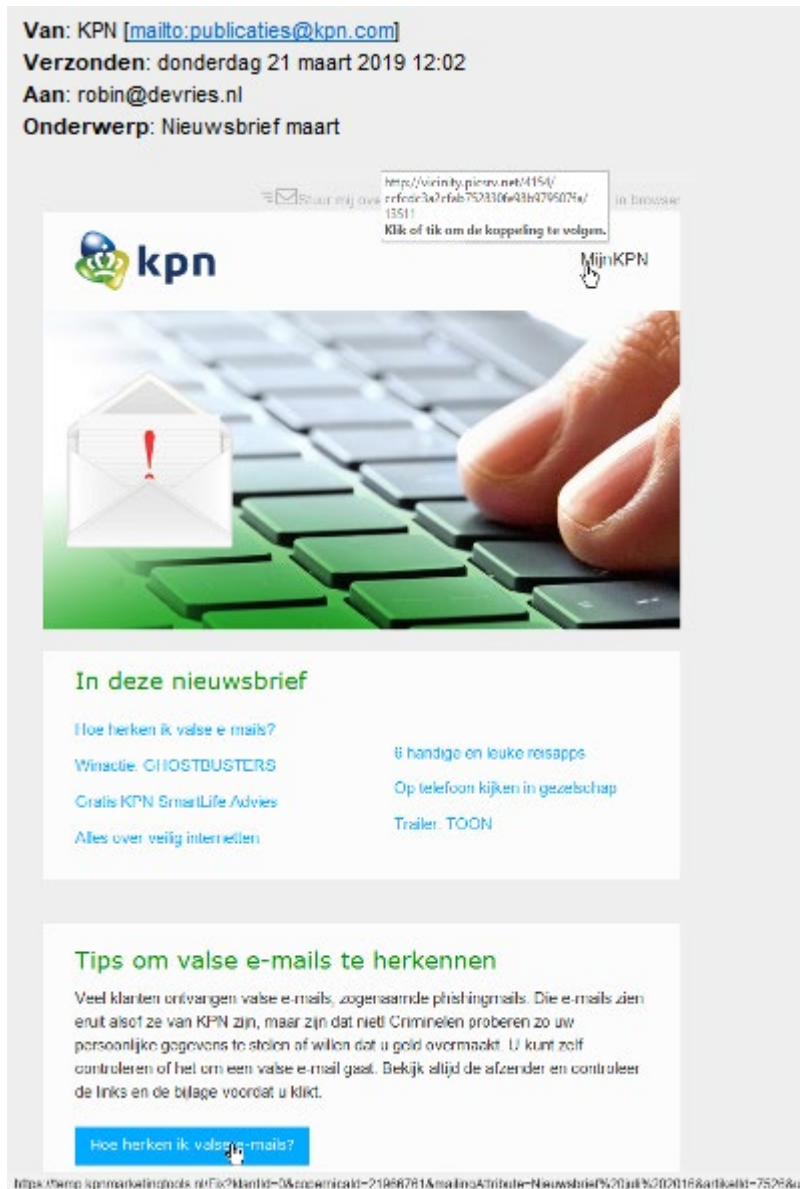 Van: KPN [mailto:publicaties@kpn.com]
Verzonden: donderdag 21 maart 2019 12:02
Aan: robin@devries.nl
Onderwerp: Nieuwsbrief maart
Stuur mij ove
in browser
Klik of tik om de koppeling te volgen.
kpn
MijnKPN
!
In deze nieuwsbrief
Hoe herken ik valse e mails?
Winactie: GHOSTBUSTERS
Gratis KPN SmartLife Advies
Alles over veilig internetten
6 handige en leuke reisapps
Op telefoon kijken in gezelschap
Trailer: TOON
Tips om valse e-mails te herkennen
Veel klanten ontvangen valse e-mails, zogenaamde phishingmails. Die e-mails zien
eruit alsof ze van KPN zijn, maar zijn dat niet! Criminelen proberen zo uw
persoonlijke gegevens te stelen of willen dat u geld overmaakt. U kunt zelf
controleren of het om een valse e-mail gaat. Bekijk altijd de afzender en controleer
de links en de bijlage voordat u klikt.
Hoe herken ik valse e-mails?